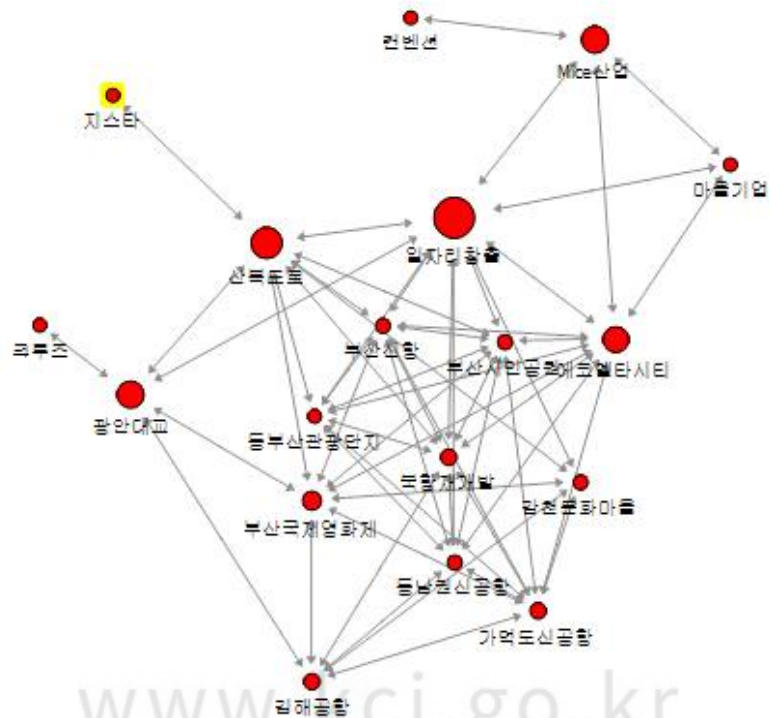 컨벤션
Mice산업
지스타
마을기업
일자리창출
산복도로
크루즈
부산신항
부산시민공원
에코델타시티
광안대교
동부산관광단지
북항재개발
감천문화마을
부산국제영화제
동남권신공항
가덕도신공항
김해공항
www.kci.go.kr